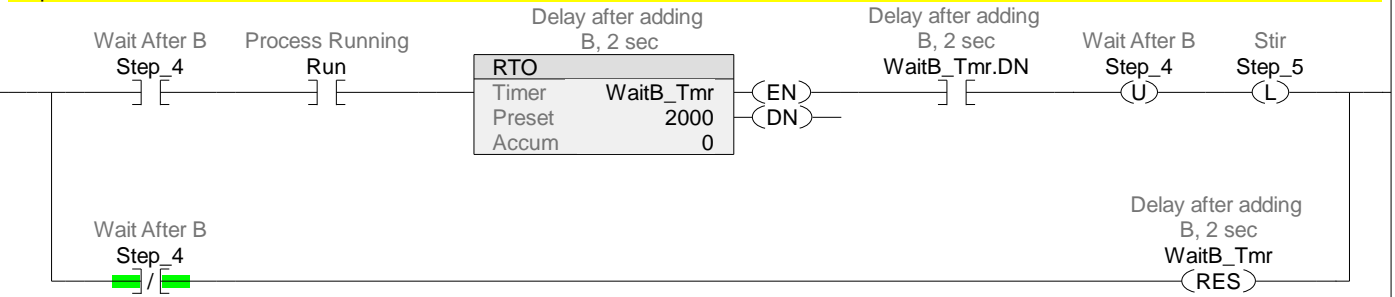 Delay after adding
B, 2 sec
Delay after adding
B, 2 sec
Wait After B
Step_4
Process Running
Run
Wait After B
Step_4
Stir
Step_5
WaitB_Tmr.DN
RTO
Timer WaitB_Tmr
Preset 2000
Accum 0
EN
DN
U
L
Delay after adding
B, 2 sec
WaitB_Tmr
RES
Wait After B
Step_4
/